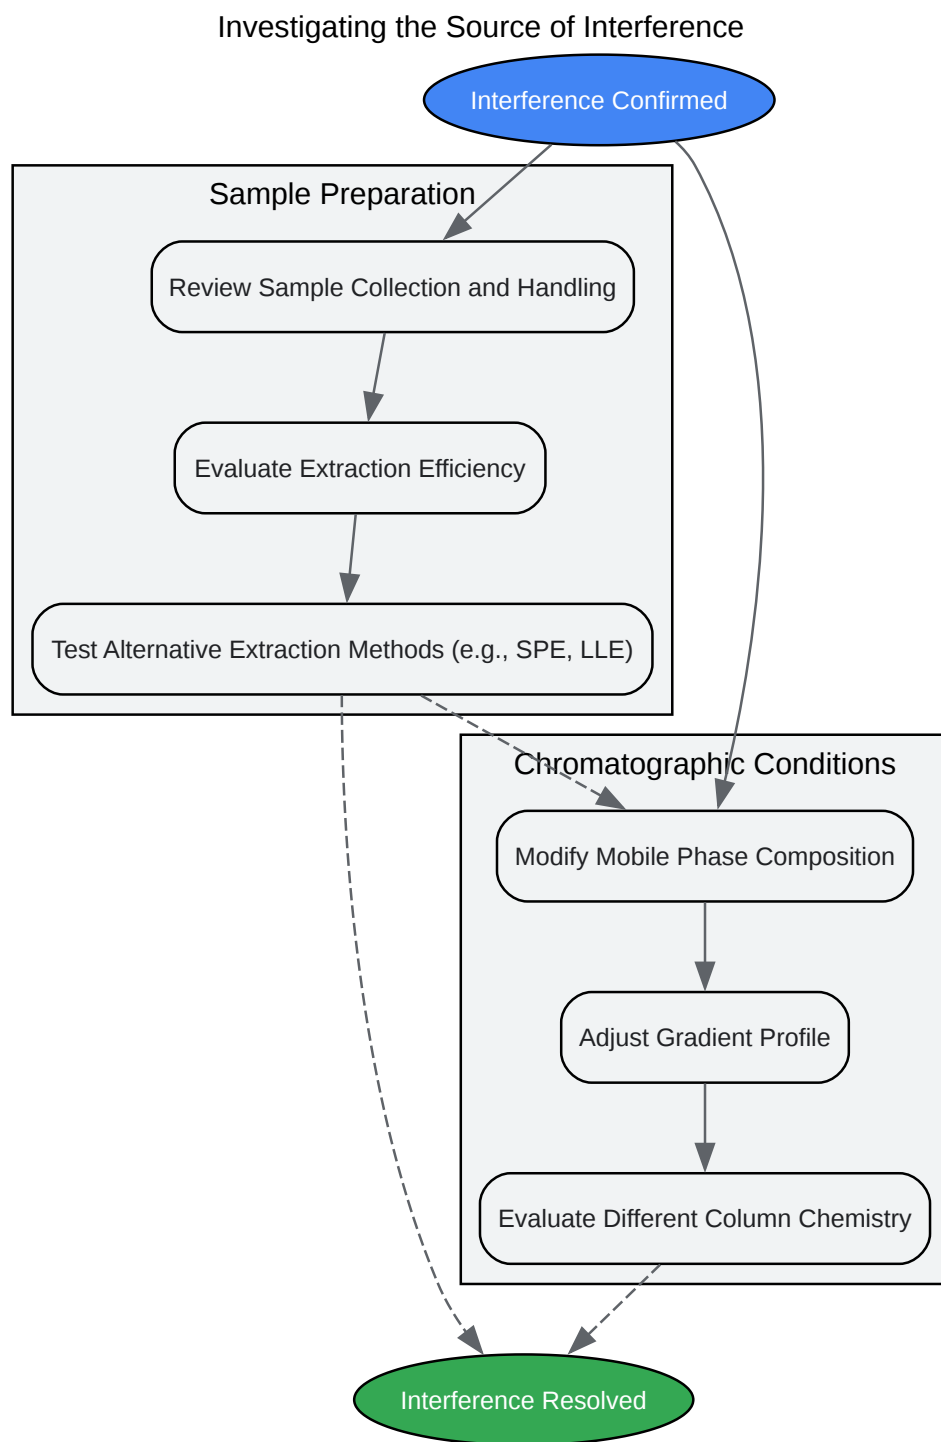 Investigating the Source of Interference
Interference Confirmed
Sample Preparation
Review Sample Collection and Handling
Evaluate Extraction Efficiency
Test Alternative Extraction Methods (e.g., SPE, LLE)
Chromatographic Conditions
Modify Mobile Phase Composition
Adjust Gradient Profile
Evaluate Different Column Chemistry
Interference Resolved